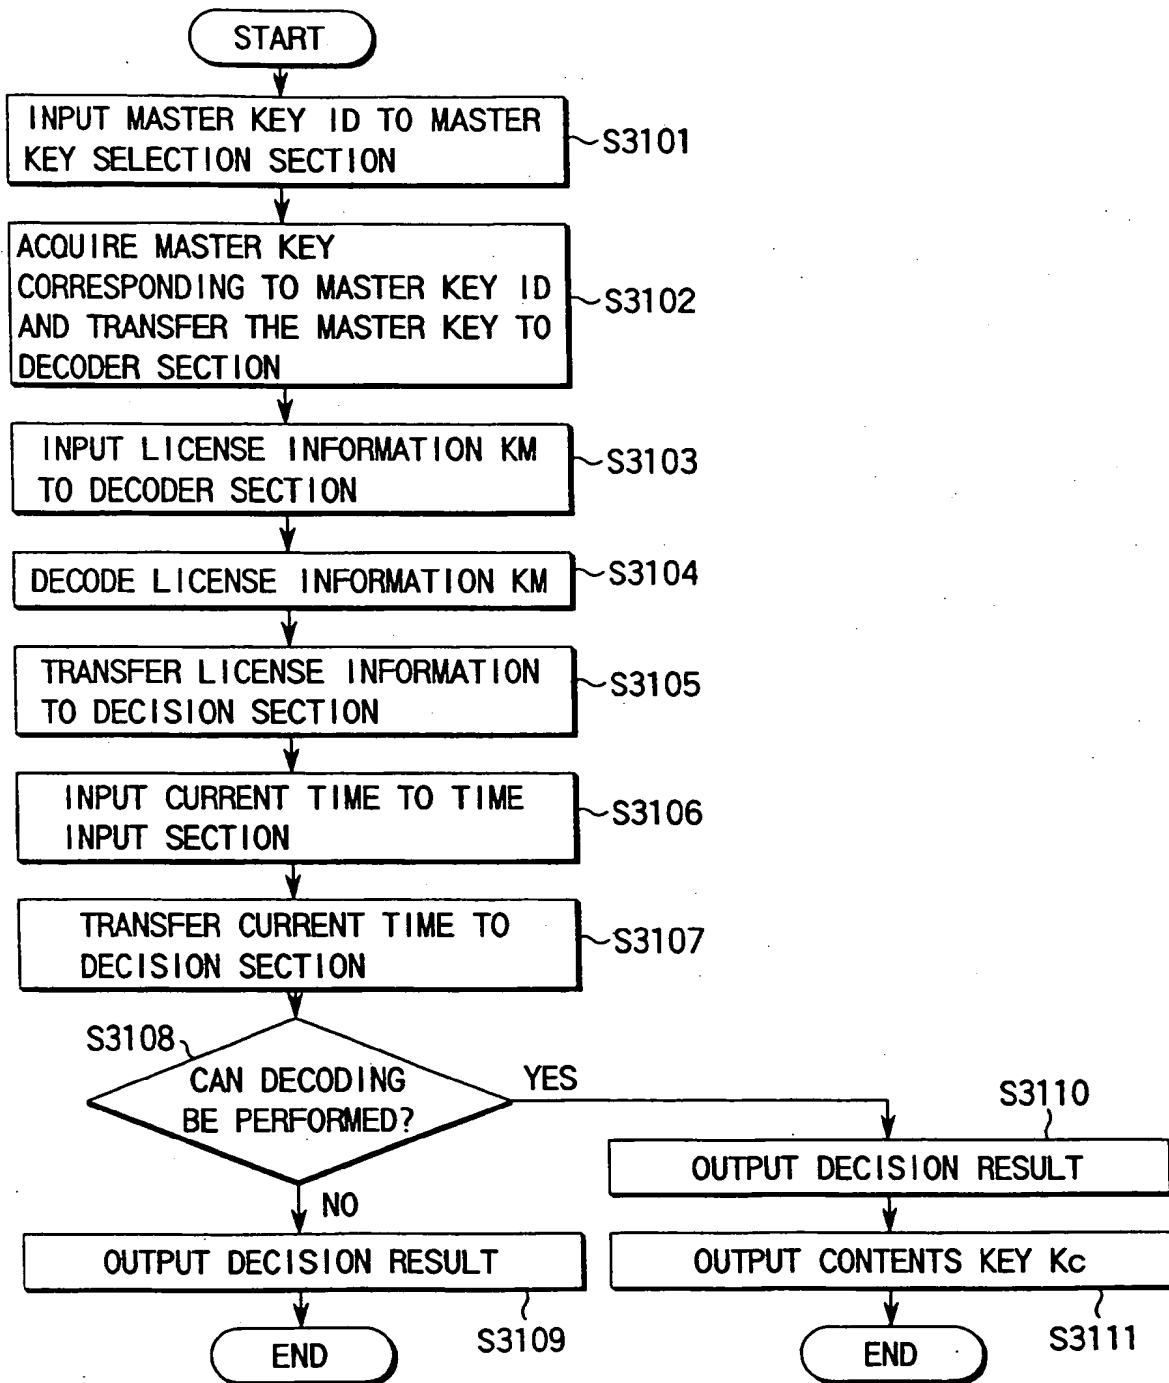 START
INPUT MASTER KEY ID TO MASTER
KEY SELECTION SECTION
S3101
ACQUIRE MASTER KEY
CORRESPONDING TO MASTER KEY ID
AND TRANSFER THE MASTER KEY TO
DECODER SECTION
S3102
INPUT LICENSE INFORMATION KM
TO DECODER SECTION
S3103
DECODE LICENSE INFORMATION KM
S3104
TRANSFER LICENSE INFORMATION
TO DECISION SECTION
S3105
INPUT CURRENT TIME TO TIME
INPUT SECTION
S3106
TRANSFER CURRENT TIME TO
DECISION SECTION
S3107
S3108
CAN DECODING
BE PERFORMED?
YES
NO
OUTPUT DECISION RESULT
S3109
END
S3110
OUTPUT DECISION RESULT
OUTPUT CONTENTS KEY Kc
S3111
END